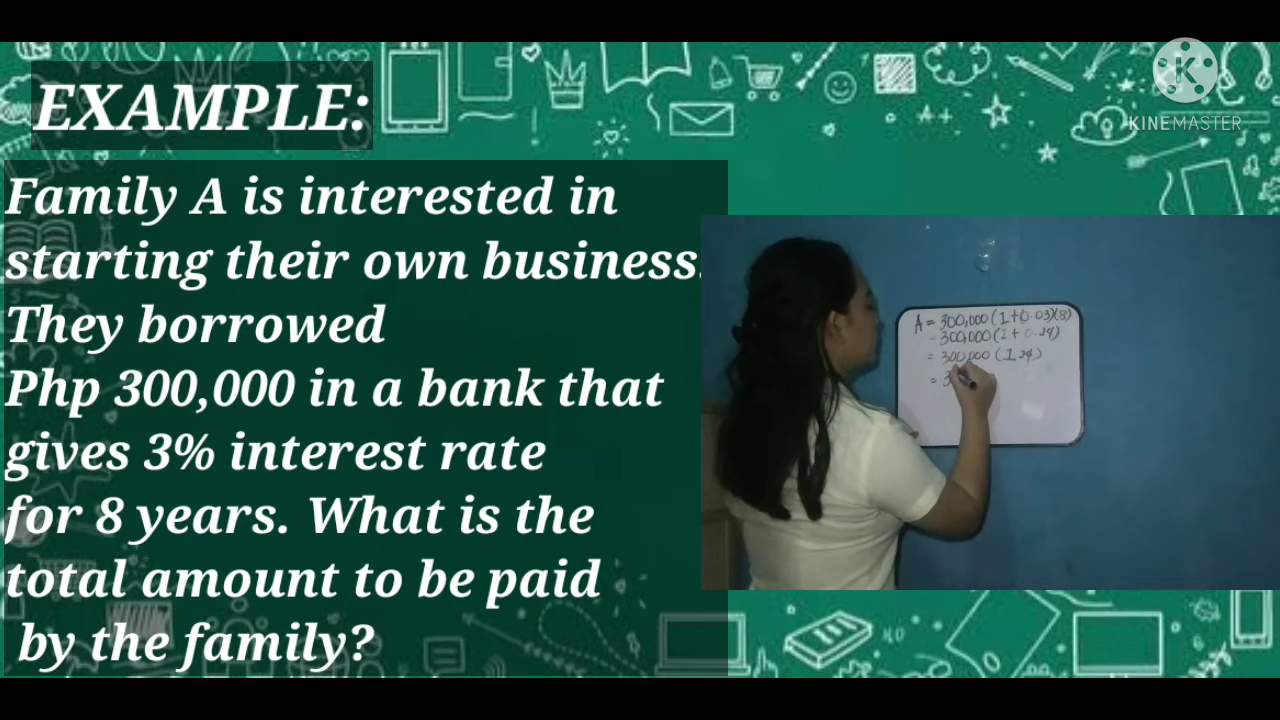 EXAMPLE:
Family A is interested in
starting their own business.
They borrowed
Php 300,000 in a bank that
gives 3% interest rate
for 8 years. What is the
total amount to be paid
by the family?
KINEMASTER
A = 300,000 (1+0.03)(8)
= 300,000 (1 + 0.24)
= 300,000 (1.24)
= 3